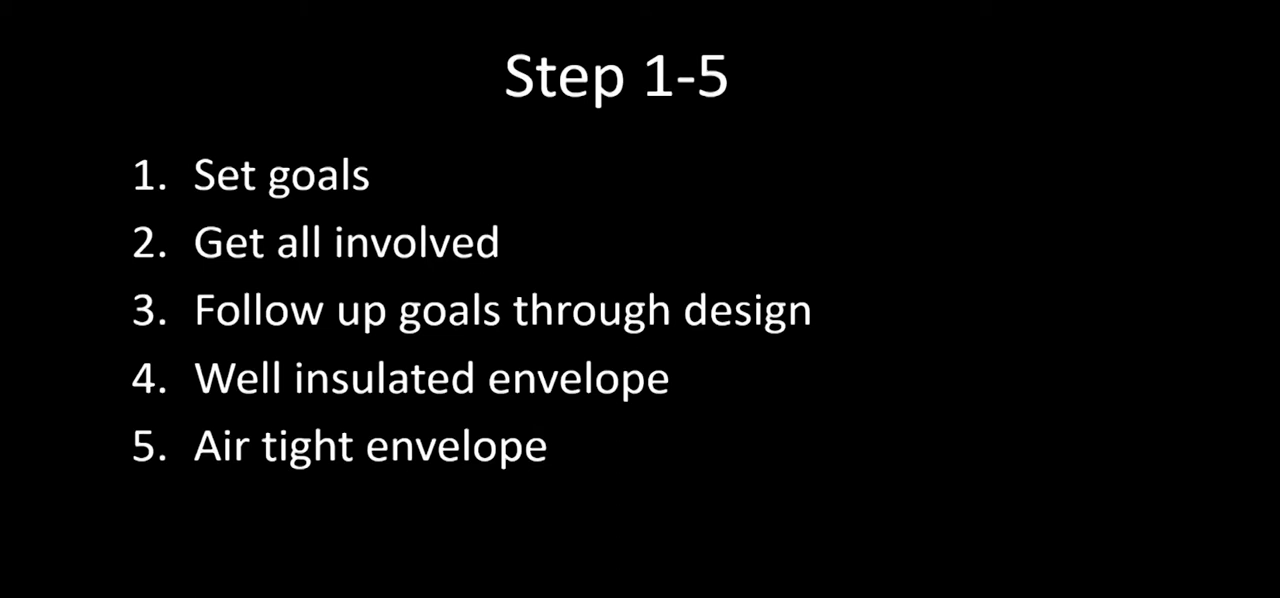 Step 1-5
1. Set goals
2. Get all involved
3. Follow up goals through design
4. Well insulated envelope
5. Air tight envelope